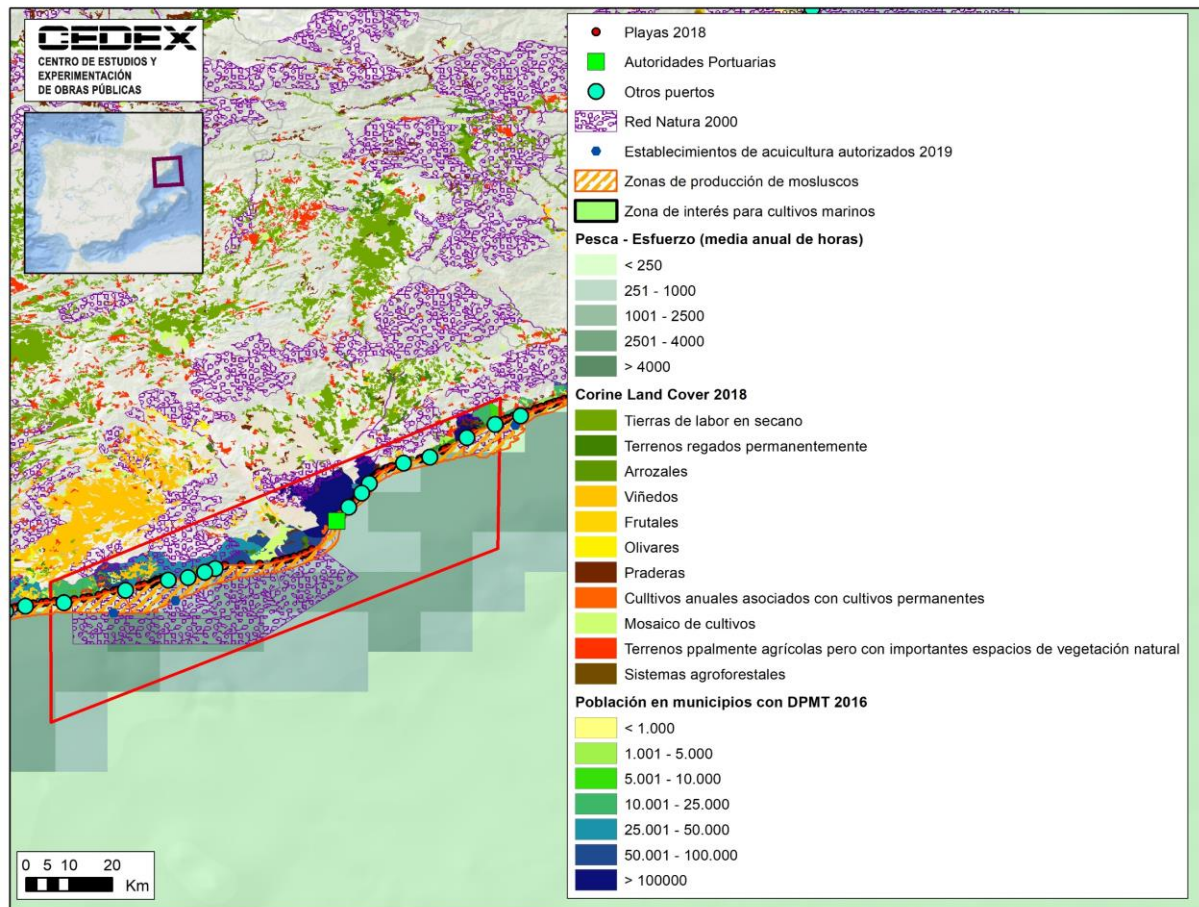 CEDEX
CENTRO DE ESTUDIOS Y
EXPERIMENTACIÓN
DE OBRAS PÚBLICAS
Playas 2018
Autoridades Portuarias
Otros puertos
Red Natura 2000
Establecimientos de acuicultura autorizados 2019
Zonas de producción de mosluscos
Zona de interés para cultivos marinos
Pesca - Esfuerzo (media anual de horas)
< 250
251 - 1000
1001 - 2500
2501 - 4000
> 4000
Corine Land Cover 2018
Tierras de labor en secano
Terrenos regados permanentemente
Arrozales
Viñedos
Frutales
Olivares
Praderas
Culltivos anuales asociados con cultivos permanentes
Mosaico de cultivos
Terrenos ppalmente agrícolas pero con importantes espacios de vegetación natural
Sistemas agroforestales
Población en municipios con DPMT 2016
< 1.000
1.001 - 5.000
5.001 - 10.000
10.001 - 25.000
25.001 - 50.000
50.001 - 100.000
> 100000
0 5 10 20
Km